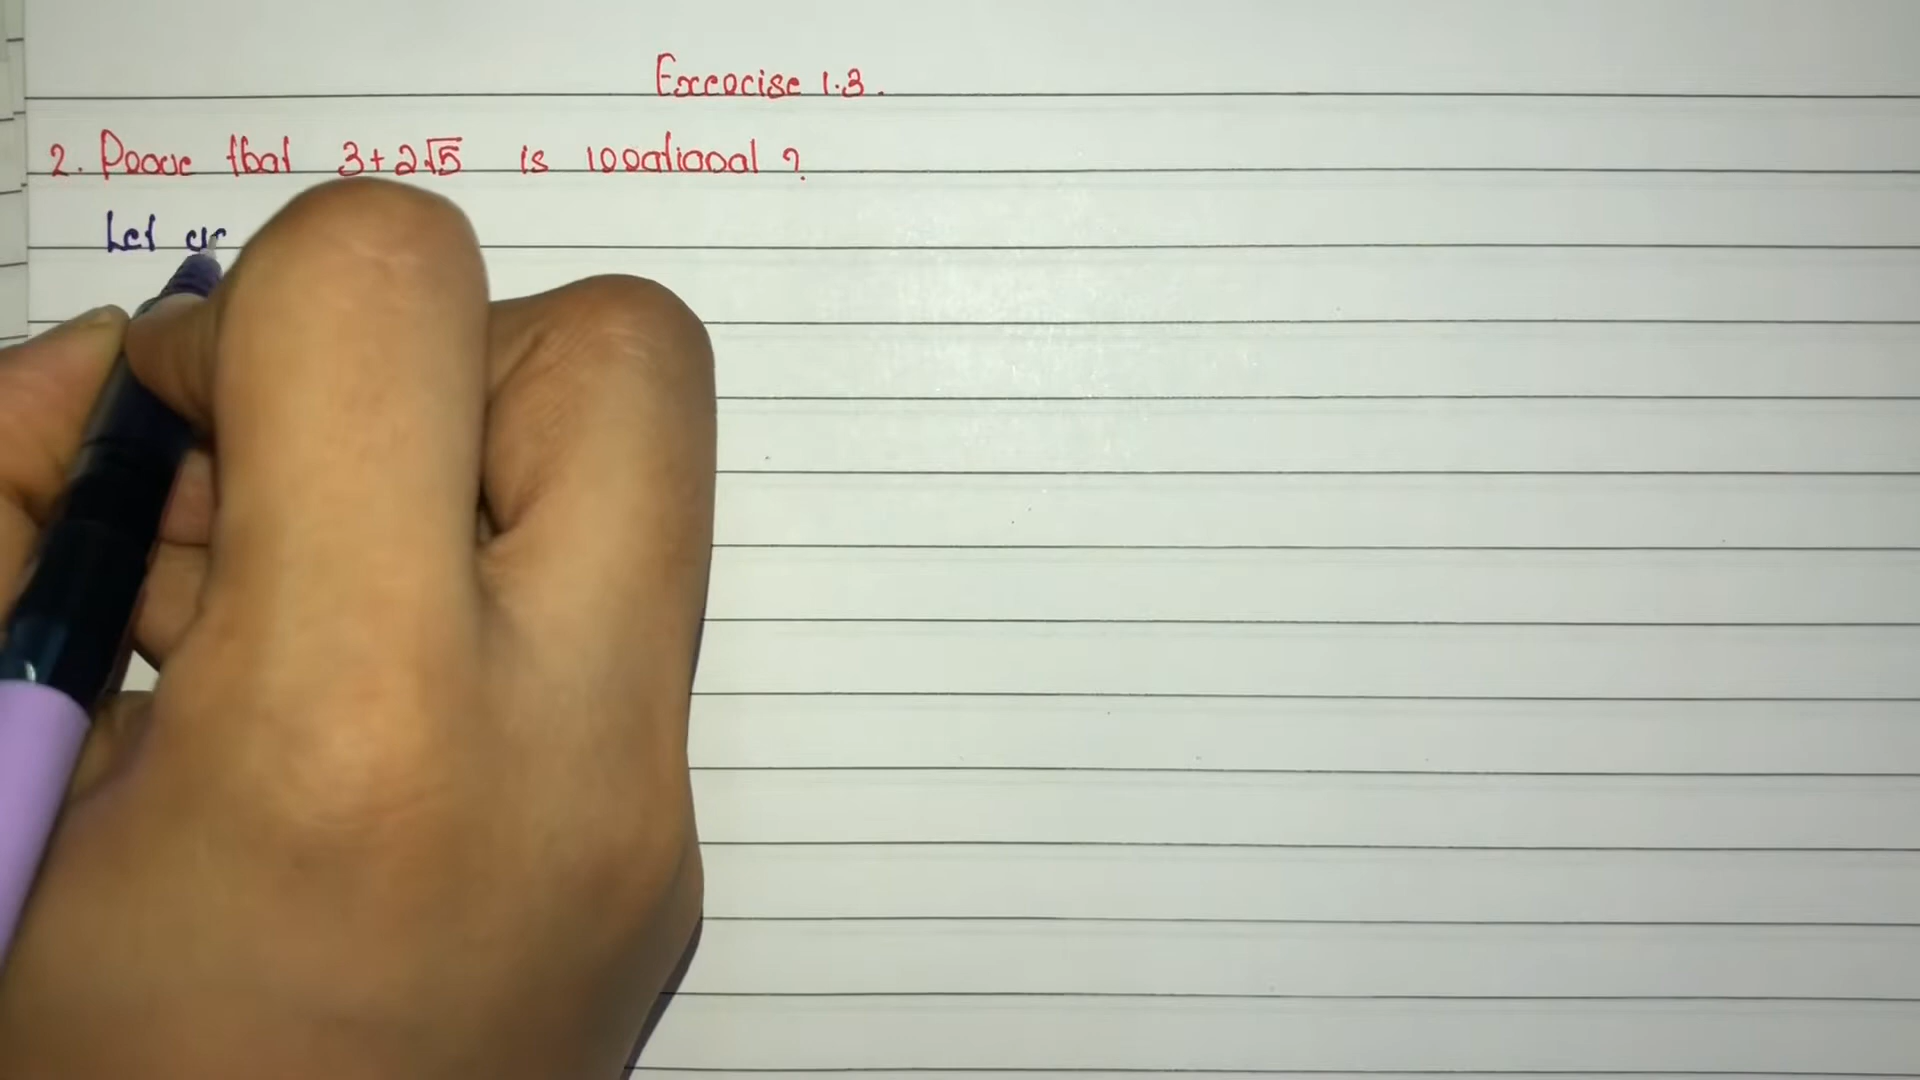 Exercise 1.3.
2. Prove that 3+2√5 is irrational ?
Let us